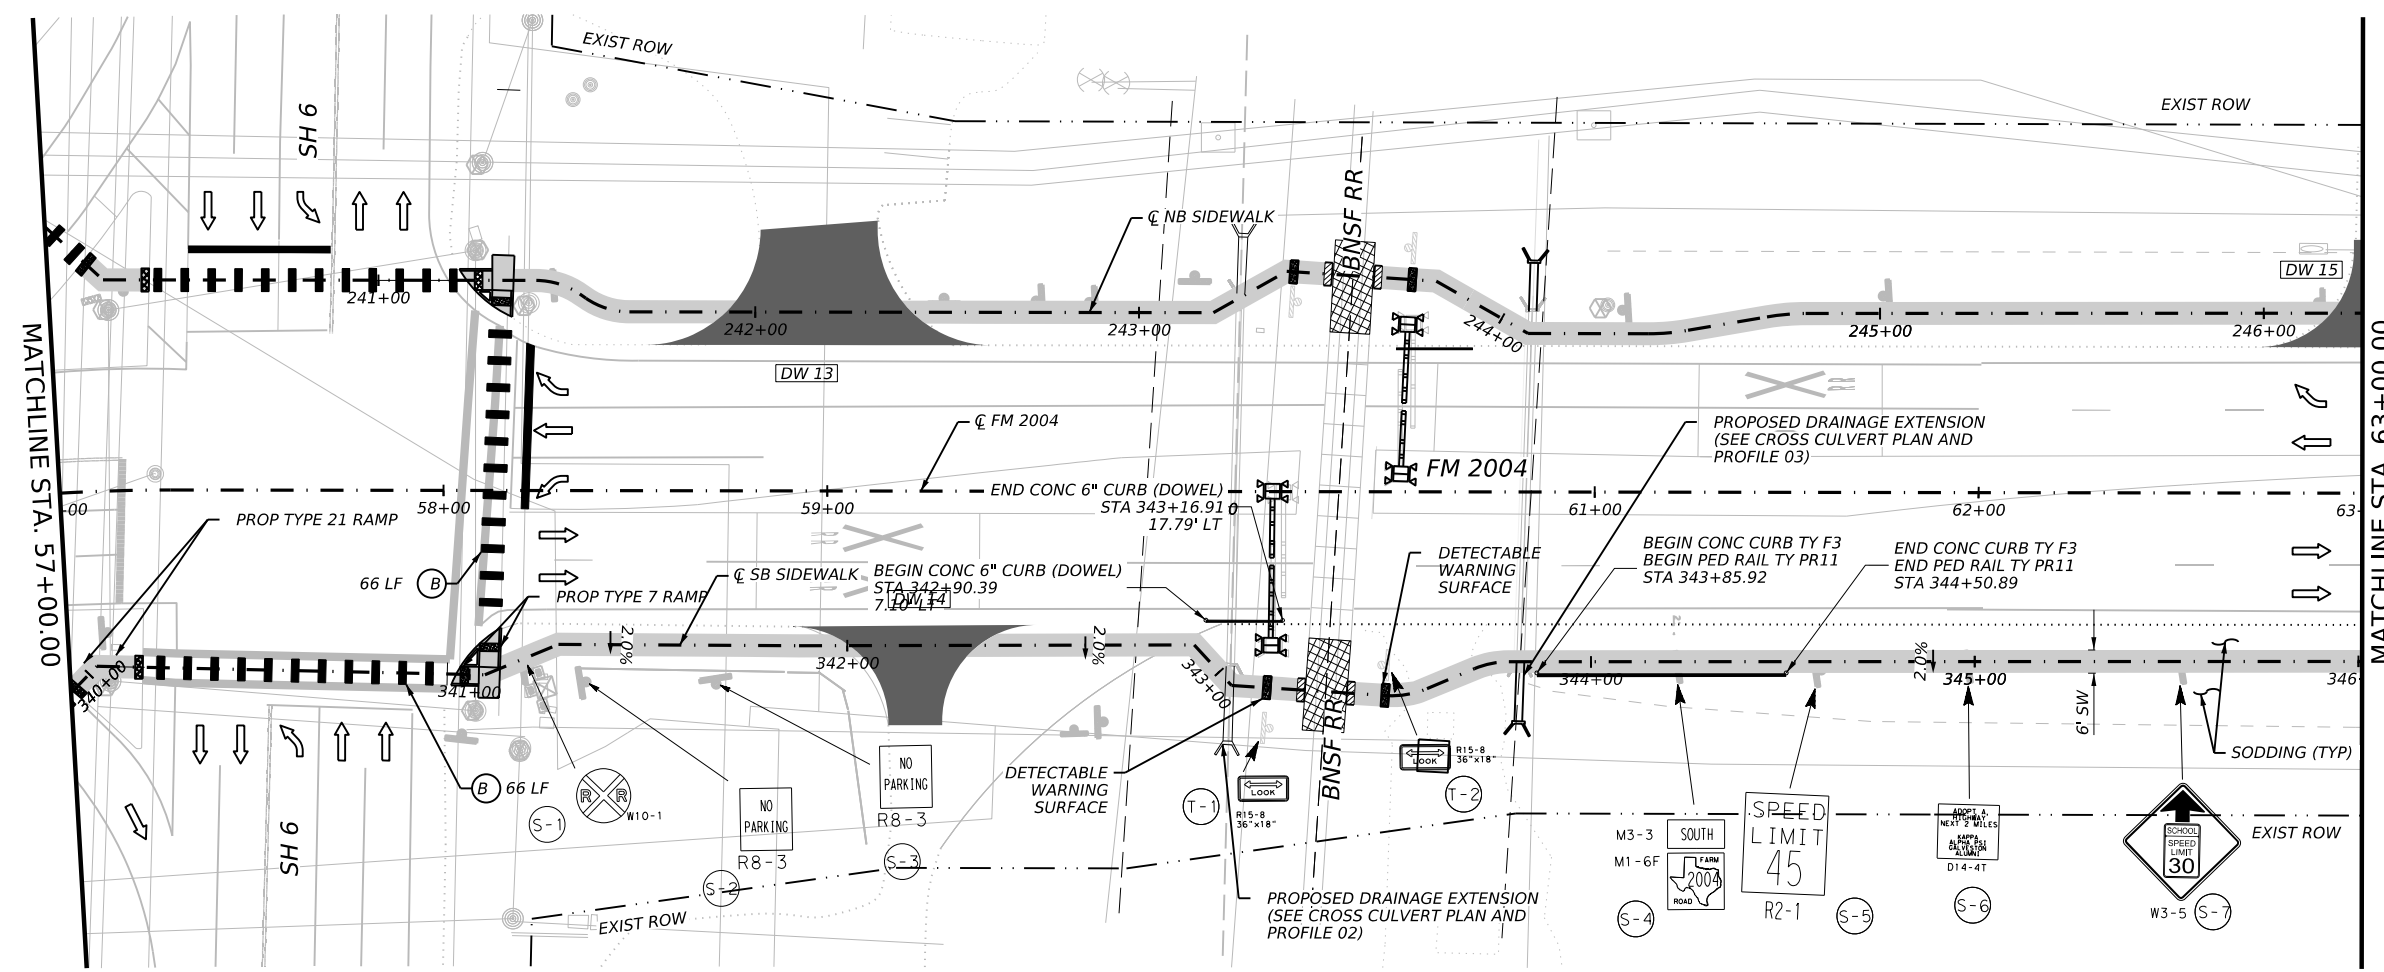 EXIST ROW
EXIST ROW
SH 6
BNSF RR
℄ NB SIDEWALK
DW 15
241+00
242+00
243+00
244+00
245+00
246+00
MATCHLINE STA. 57+00.00
MATCHLINE STA. 63+00.00
DW 13
℄ FM 2004
PROPOSED DRAINAGE EXTENSION
(SEE CROSS CULVERT PLAN AND
PROFILE 03)
FM 2004
END CONC 6" CURB (DOWEL)
STA 343+16.91
17.79' LT
-00
58+00
59+00
0
61+00
62+00
63-
PROP TYPE 21 RAMP
66 LF
B
℄ SB SIDEWALK
BEGIN CONC 6" CURB (DOWEL)
STA 342+90.39
7.10' LT
DW 14
PROP TYPE 7 RAMP
DETECTABLE
WARNING
SURFACE
BEGIN CONC CURB TY F3
BEGIN PED RAIL TY PR11
STA 343+85.92
END CONC CURB TY F3
END PED RAIL TY PR11
STA 344+50.89
2.0%
2.0%
2.0%
340+00
341+00
342+00
343+00
344+00
345+00
346-
6' SW
SODDING (TYP)
B
66 LF
SH 6
S-1
R R
W10-1
NO
PARKING
R8-3
S-2
NO
PARKING
R8-3
S-3
DETECTABLE
WARNING
SURFACE
T-1
LOOK
R15-8
36"x18"
BNSF RR
LOOK
R15-8
36"x18"
T-2
M3-3
SOUTH
M1-6F
FARM
2004
ROAD
S-4
SPEED
LIMIT
45
R2-1
S-5
ADOPT A
HIGHWAY
NEXT 2 MILES
KAPPA
ALPHA PSI
GALVESTON
ALUMNI
D14-4T
S-6
SCHOOL
SPEED
LIMIT
30
W3-5
S-7
EXIST ROW
EXIST ROW
PROPOSED DRAINAGE EXTENSION
(SEE CROSS CULVERT PLAN AND
PROFILE 02)